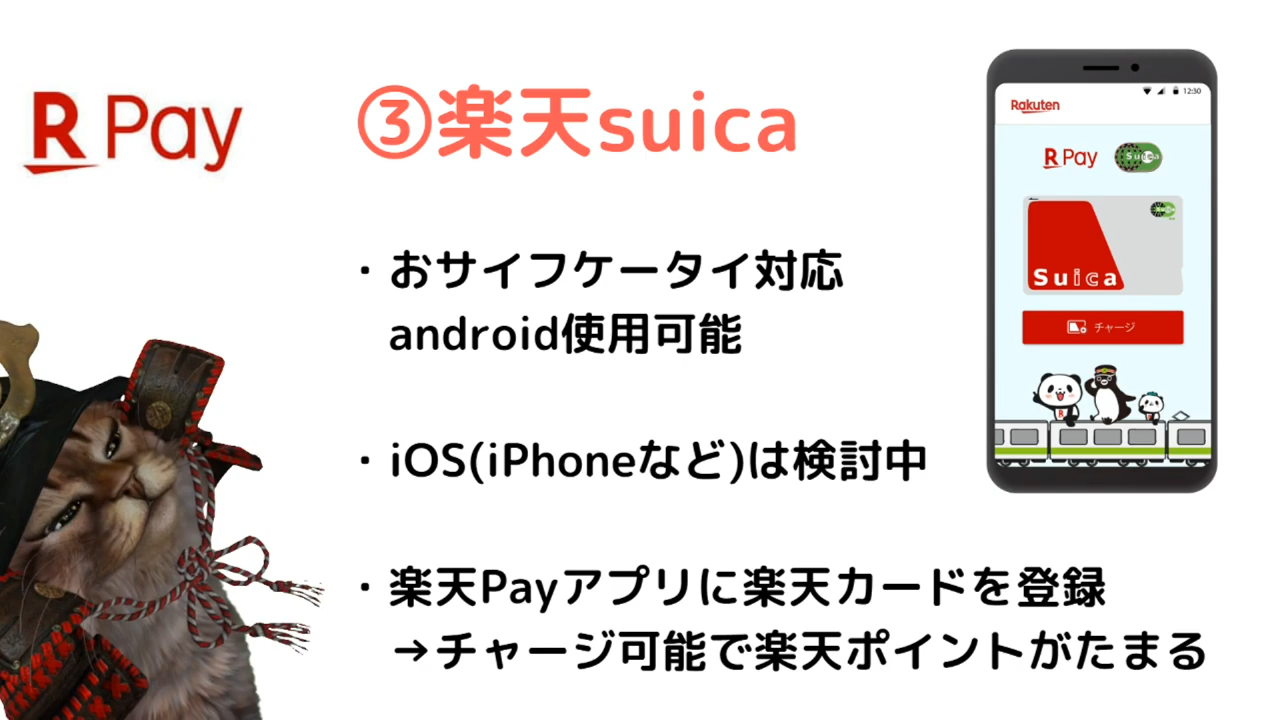 R Pay
③楽天suica
・おサイフケータイ対応
android使用可能
・iOS(iPhoneなど)は検討中
・楽天Payアプリに楽天カードを登録
→チャージ可能で楽天ポイントがたまる
12:30
Rakuten
R Pay
Suica
Suica
チャージ
R